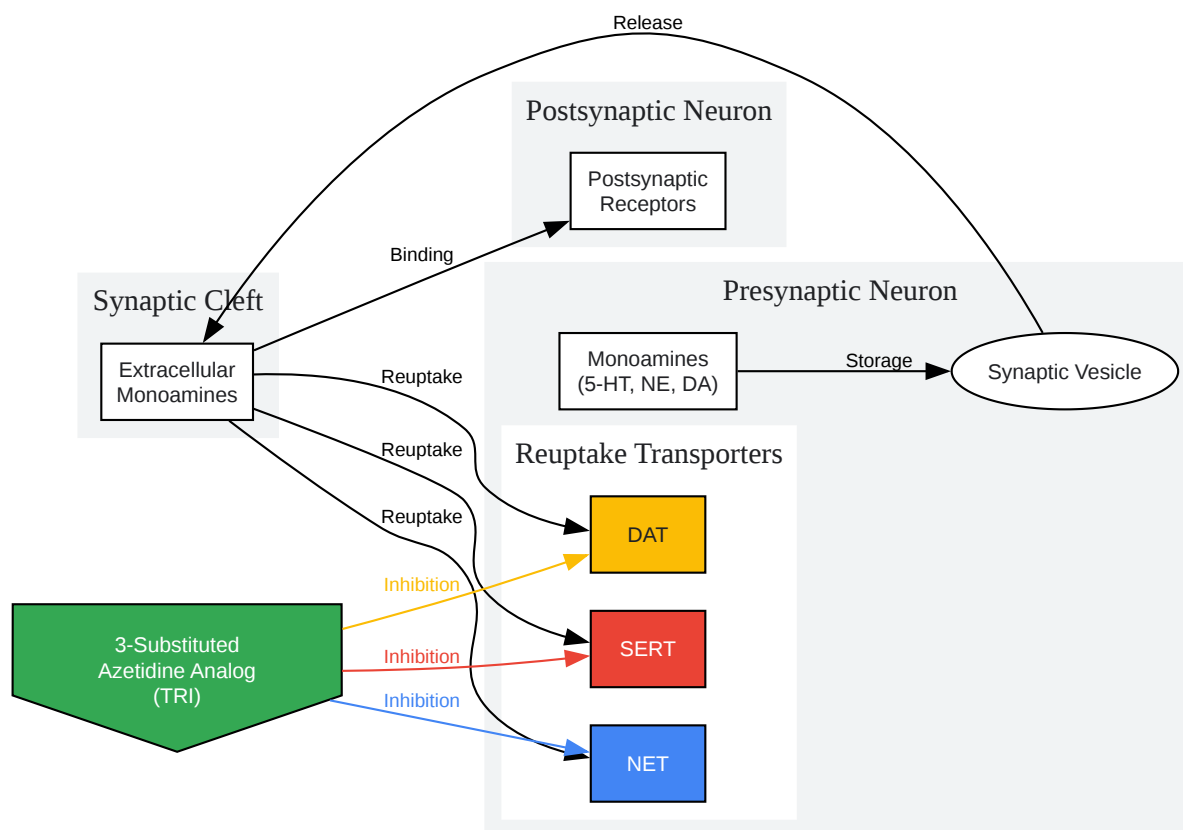 Release
Postsynaptic Neuron
Postsynaptic
Receptors
Binding
Synaptic Cleft
Extracellular
Monoamines
Presynaptic Neuron
Monoamines
(5-HT, NE, DA)
Storage
Synaptic Vesicle
Reuptake
Reuptake
Reuptake
Reuptake Transporters
DAT
SERT
NET
Inhibition
Inhibition
Inhibition
3-Substituted
Azetidine Analog
(TRI)